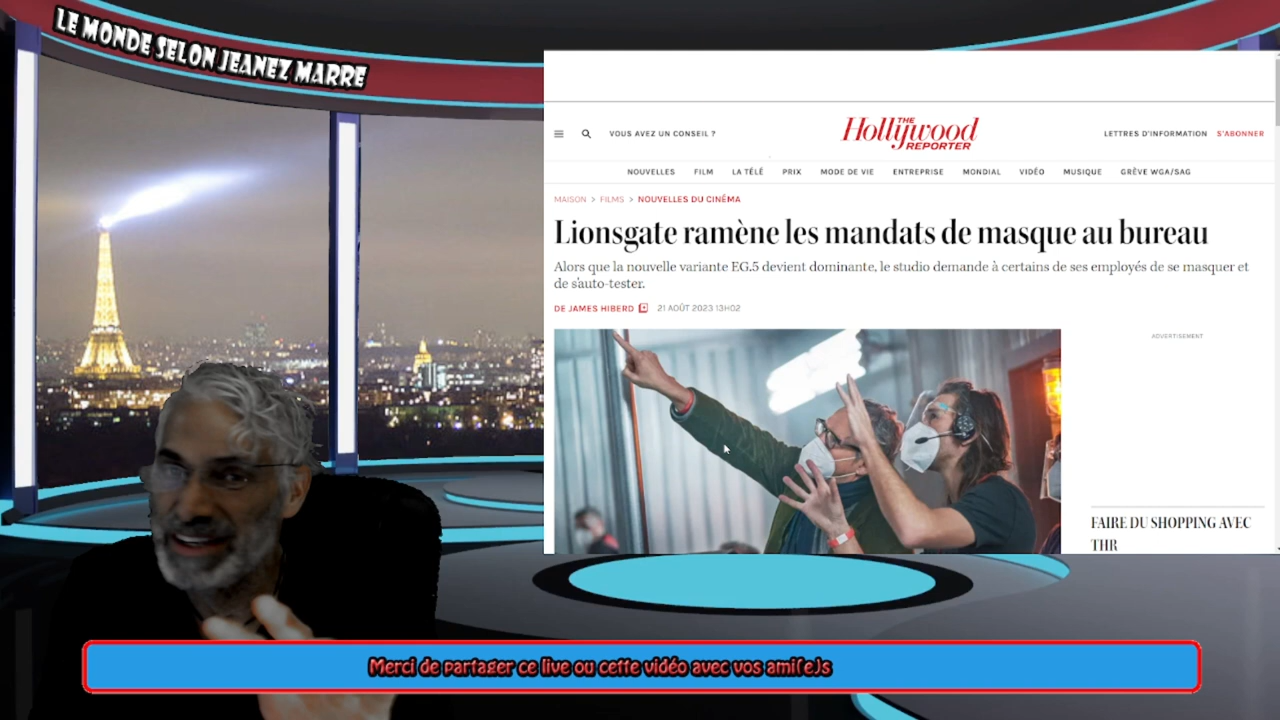 LE MONDE SELON JEANEZ MARRE
VOUS AVEZ UN CONSEIL ?
THE
Hollywood
REPORTER
LETTRES D'INFORMATION S'ABONNER
NOUVELLES FILM LA TÉLÉ PRIX MODE DE VIE ENTREPRISE MONDIAL VIDÉO MUSIQUE GRÈVE WGA/SAG
MAISON > FILMS > NOUVELLES DU CINÉMA
Lionsgate ramène les mandats de masque au bureau
Alors que la nouvelle variante EG.5 devient dominante, le studio demande à certains de ses employés de se masquer et
de s'auto-tester.
DE JAMES HIBERD 21 AOÛT 2023 13H02
ADVERTISEMENT
FAIRE DU SHOPPING AVEC
THR
Merci de partager ce live ou cette vidéo avec vos ami(e)s